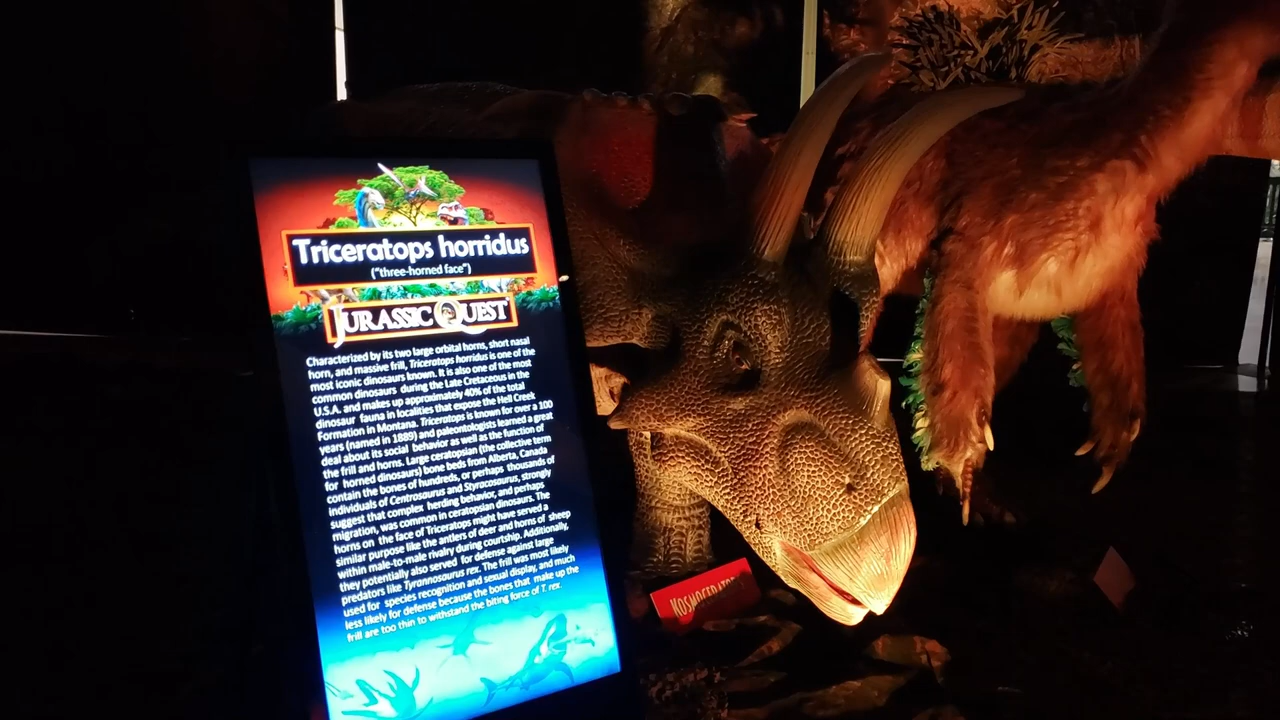 Triceratops horridus
("three-horned face")
JURASSIC QUEST
Characterized by its two large orbital horns, short nasal
horn, and massive frill, Triceratops horridus is one of the
most iconic dinosaurs known. It is also one of the most
common dinosaurs during the Late Cretaceous in the
U.S.A. and makes up approximately 40% of the total
dinosaur fauna in localities that expose the Hell Creek
Formation in Montana. Triceratops is known for over a 100
years (named in 1889) and paleontologists learned a great
deal about its social behavior as well as the function of
the frill and horns. Large ceratopsian (the collective term
for horned dinosaurs) bone beds from Alberta, Canada
contain the bones of hundreds, or perhaps thousands of
individuals of Centrosaurus and Styracosaurus, strongly
suggest that complex herding behavior, and perhaps
migration, was common in ceratopsian dinosaurs. The
horns on the face of Triceratops might have served a
similar purpose like the antlers of deer and horns of sheep
within male-to-male rivalry during courtship. Additionally,
they potentially also served for defense against large
predators like Tyrannosaurus rex. The frill was most likely
used for species recognition and sexual display, and much
less likely for defense because the bones that make up the
frill are too thin to withstand the biting force of T. rex.
KOSMOCERATOP